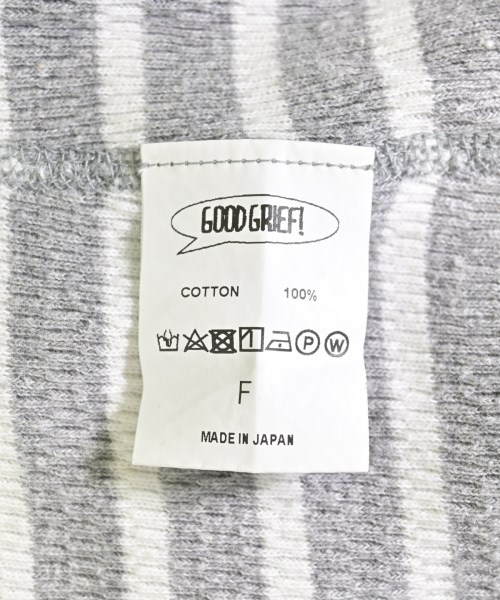 GOOD GRIEF!
COTTON 100%
P W
F
MADE IN JAPAN